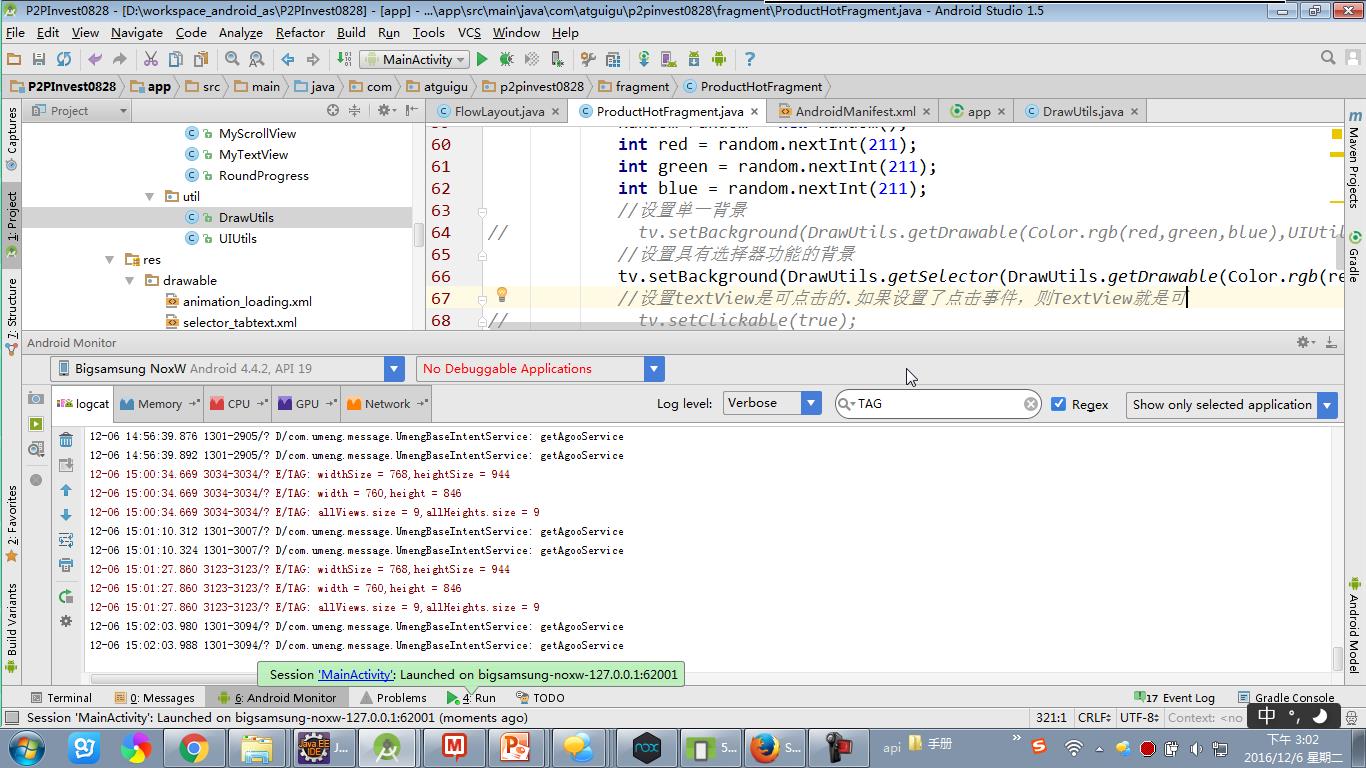 P2PInvest0828 - [D:\workspace_android_as\P2PInvest0828] - [app] - ...\app\src\main\java\com\atguigu\p2pinvest0828\fragment\ProductHotFragment.java - Android Studio 1.5
File Edit View Navigate Code Analyze Refactor Build Run Tools VCS Window Help
MainActivity
P2PInvest0828 app src main java com atguigu p2pinvest0828 fragment ProductHotFragment
Project FlowLayout.java ProductHotFragment.java AndroidManifest.xml app DrawUtils.java
Captures
1: Project
7: Structure
2: Favorites
Build Variants
MyScrollView
MyTextView
RoundProgress
util
DrawUtils
UIUtils
res
drawable
animation_loading.xml
selector_tabtext.xml
60 int red = random.nextInt(211);
61 int green = random.nextInt(211);
62 int blue = random.nextInt(211);
63 //设置单一背景
64 // tv.setBackground(DrawUtils.getDrawable(Color.rgb(red,green,blue),UIUtil
65 //设置具有选择器功能的背景
66 tv.setBackground(DrawUtils.getSelector(DrawUtils.getDrawable(Color.rgb(re
67 //设置textView是可点击的.如果设置了点击事件，则TextView就是可
68 // tv.setClickable(true);
Maven Projects
Gradle
Android Model
Android Monitor
Bigsamsung NoxW Android 4.4.2, API 19 No Debuggable Applications
logcat Memory CPU GPU Network Log level: Verbose TAG Regex Show only selected application
12-06 14:56:39.876 1301-2905/? D/com.umeng.message.UmengBaseIntentService: getAgooService
12-06 14:56:39.892 1301-2905/? D/com.umeng.message.UmengBaseIntentService: getAgooService
12-06 15:00:34.669 3034-3034/? E/TAG: widthSize = 768,heightSize = 944
12-06 15:00:34.669 3034-3034/? E/TAG: width = 760,height = 846
12-06 15:00:34.669 3034-3034/? E/TAG: allViews.size = 9,allHeights.size = 9
12-06 15:01:10.312 1301-3007/? D/com.umeng.message.UmengBaseIntentService: getAgooService
12-06 15:01:10.324 1301-3007/? D/com.umeng.message.UmengBaseIntentService: getAgooService
12-06 15:01:27.860 3123-3123/? E/TAG: widthSize = 768,heightSize = 944
12-06 15:01:27.860 3123-3123/? E/TAG: width = 760,height = 846
12-06 15:01:27.860 3123-3123/? E/TAG: allViews.size = 9,allHeights.size = 9
12-06 15:02:03.980 1301-3094/? D/com.umeng.message.UmengBaseIntentService: getAgooService
12-06 15:02:03.988 1301-3094/? D/com.umeng.message.UmengBaseIntentService: getAgooService
Session 'MainActivity': Launched on bigsamsung-noxw-127.0.0.1:62001
Terminal 0: Messages 6: Android Monitor Problems 4: Run TODO 17 Event Log Gradle Console
Session 'MainActivity': Launched on bigsamsung-noxw-127.0.0.1:62001 (moments ago) 321:1 CRLF UTF-8 Context: <no 中 °,
J... 5... S... api 手册 下午 3:02
2016/12/6 星期二